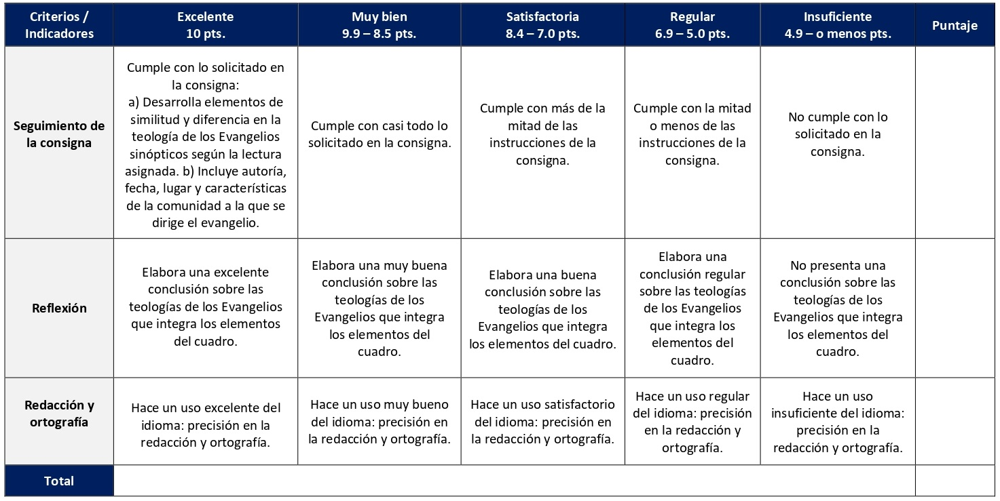 Criterios /
Indicadores
Excelente
10 pts.
Muy bien
9.9 – 8.5 pts.
Satisfactoria
8.4 – 7.0 pts.
Regular
6.9 – 5.0 pts.
Insuficiente
4.9 – o menos pts.
Puntaje
Seguimiento de
la consigna
Cumple con lo solicitado en
la consigna:
a) Desarrolla elementos de
similitud y diferencia en la
teología de los Evangelios
sinópticos según la lectura
asignada. b) Incluye autoría,
fecha, lugar y características
de la comunidad a la que se
dirige el evangelio.
Cumple con casi todo lo
solicitado en la consigna.
Cumple con más de la
mitad de las
instrucciones de la
consigna.
Cumple con la mitad
o menos de las
instrucciones de la
consigna.
No cumple con lo
solicitado en la
consigna.
Reflexión
Elabora una excelente
conclusión sobre las
teologías de los Evangelios
que integra los elementos
del cuadro.
Elabora una muy buena
conclusión sobre las
teologías de los
Evangelios que integra
los elementos del
cuadro.
Elabora una buena
conclusión sobre las
teologías de los
Evangelios que integra
los elementos del cuadro.
Elabora una
conclusión regular
sobre las teologías
de los Evangelios
que integra los
elementos del
cuadro.
No presenta una
conclusión sobre las
teologías de los
Evangelios que integra
los elementos del
cuadro.
Redacción y
ortografía
Hace un uso excelente del
idioma: precisión en la
redacción y ortografía.
Hace un uso muy bueno
del idioma: precisión en
la redacción y ortografía.
Hace un uso satisfactorio
del idioma: precisión en
la redacción y ortografía.
Hace un uso regular
del idioma: precisión
en la redacción y
ortografía.
Hace un uso
insuficiente del idioma:
precisión en la
redacción y ortografía.
Total